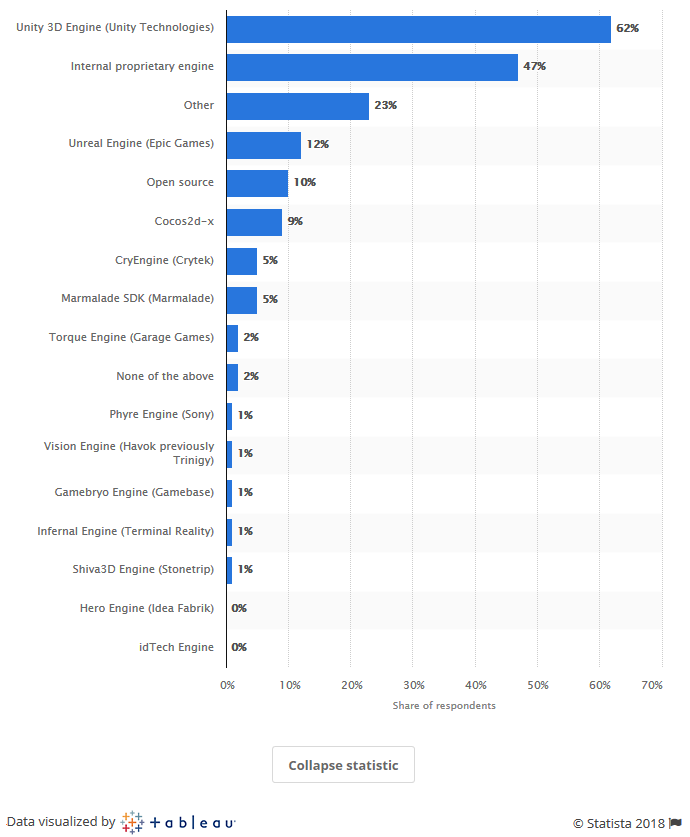 Unity 3D Engine (Unity Technologies) 62%
Internal proprietary engine 47%
Other 23%
Unreal Engine (Epic Games) 12%
Open source 10%
Cocos2d-x 9%
CryEngine (Crytek) 5%
Marmalade SDK (Marmalade) 5%
Torque Engine (Garage Games) 2%
None of the above 2%
Phyre Engine (Sony) 1%
Vision Engine (Havok previously
Trinigy) 1%
Gamebryo Engine (Gamebase) 1%
Infernal Engine (Terminal Reality) 1%
Shiva3D Engine (Stonetrip) 1%
Hero Engine (Idea Fabrik) 0%
idTech Engine 0%
0% 10% 20% 30% 40% 50% 60% 70%
Share of respondents
Collapse statistic
Data visualized by +ableau
© Statista 2018